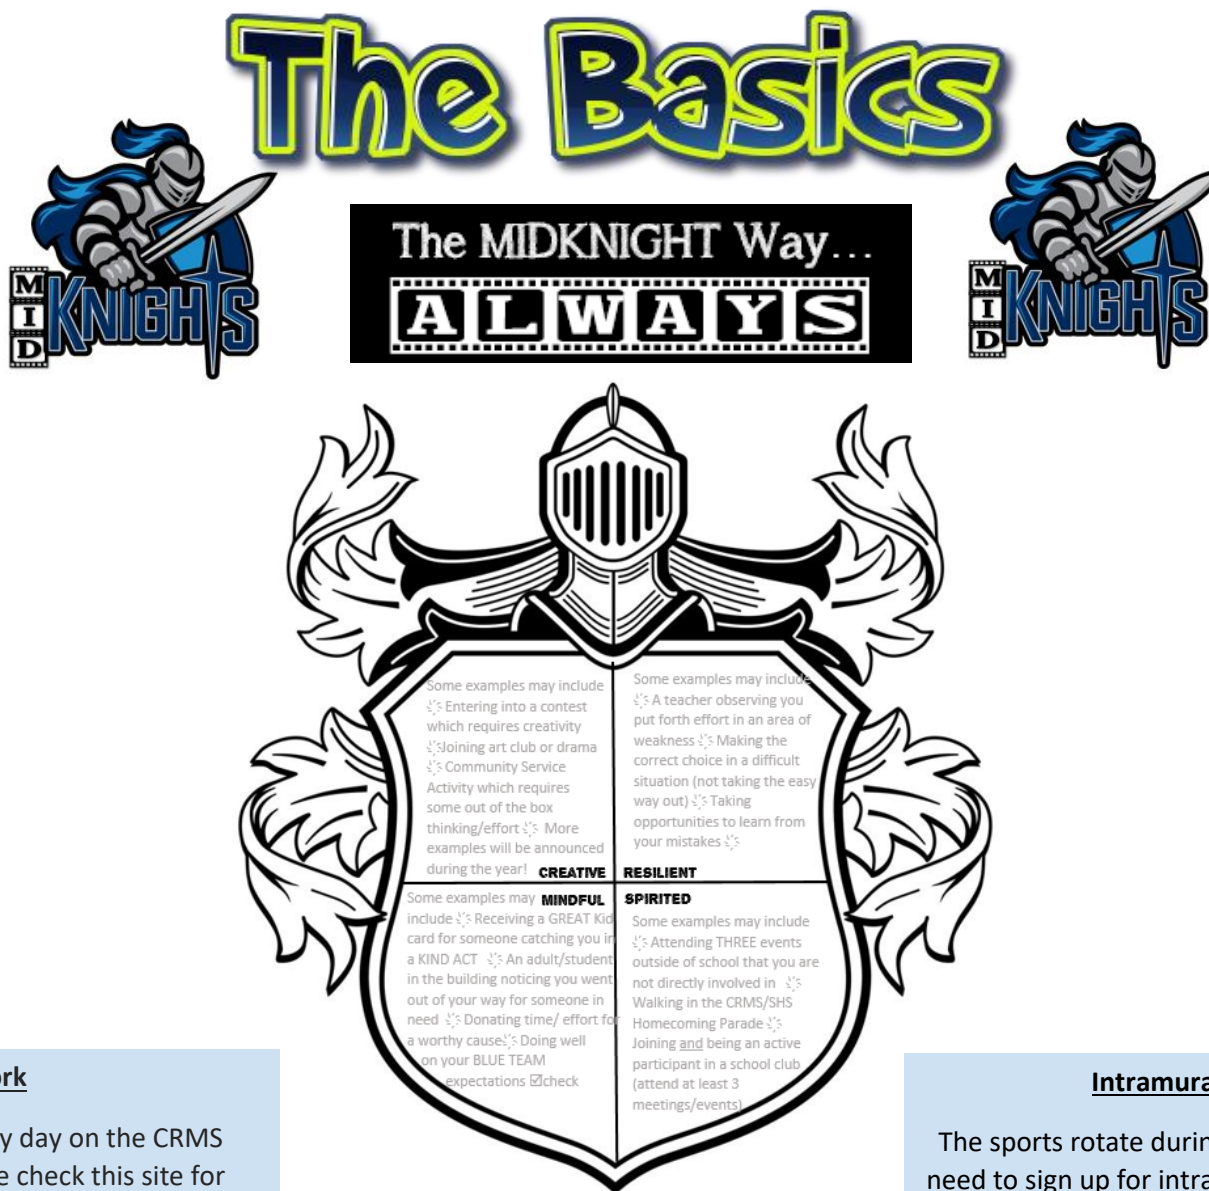 The Basics
MID KNIGHTS
The MIDKNIGHT Way...
ALWAYS
MID KNIGHTS
Some examples may include
Entering into a contest
which requires creativity
Joining art club or drama
Community Service
Activity which requires
some out of the box
thinking/effort More
examples will be announced
during the year! CREATIVE
Some examples may include
A teacher observing you
put forth effort in an area of
weakness Making the
correct choice in a difficult
situation (not taking the easy
way out) Taking
opportunities to learn from
your mistakes
RESILIENT
Some examples may MINDFUL
include Receiving a GREAT Kid
card for someone catching you in
a KIND ACT An adult/student
in the building noticing you went
out of your way for someone in
need Donating time/ effort for
a worthy cause Doing well
on your BLUE TEAM
expectations ☑check
SPIRITED
Some examples may include
Attending THREE events
outside of school that you are
not directly involved in
Walking in the CRMS/SHS
Homecoming Parade
Joining and being an active
participant in a school club
(attend at least 3
meetings/events)
rk
y day on the CRMS
e check this site for
Intramura
The sports rotate durin
need to sign up for intra